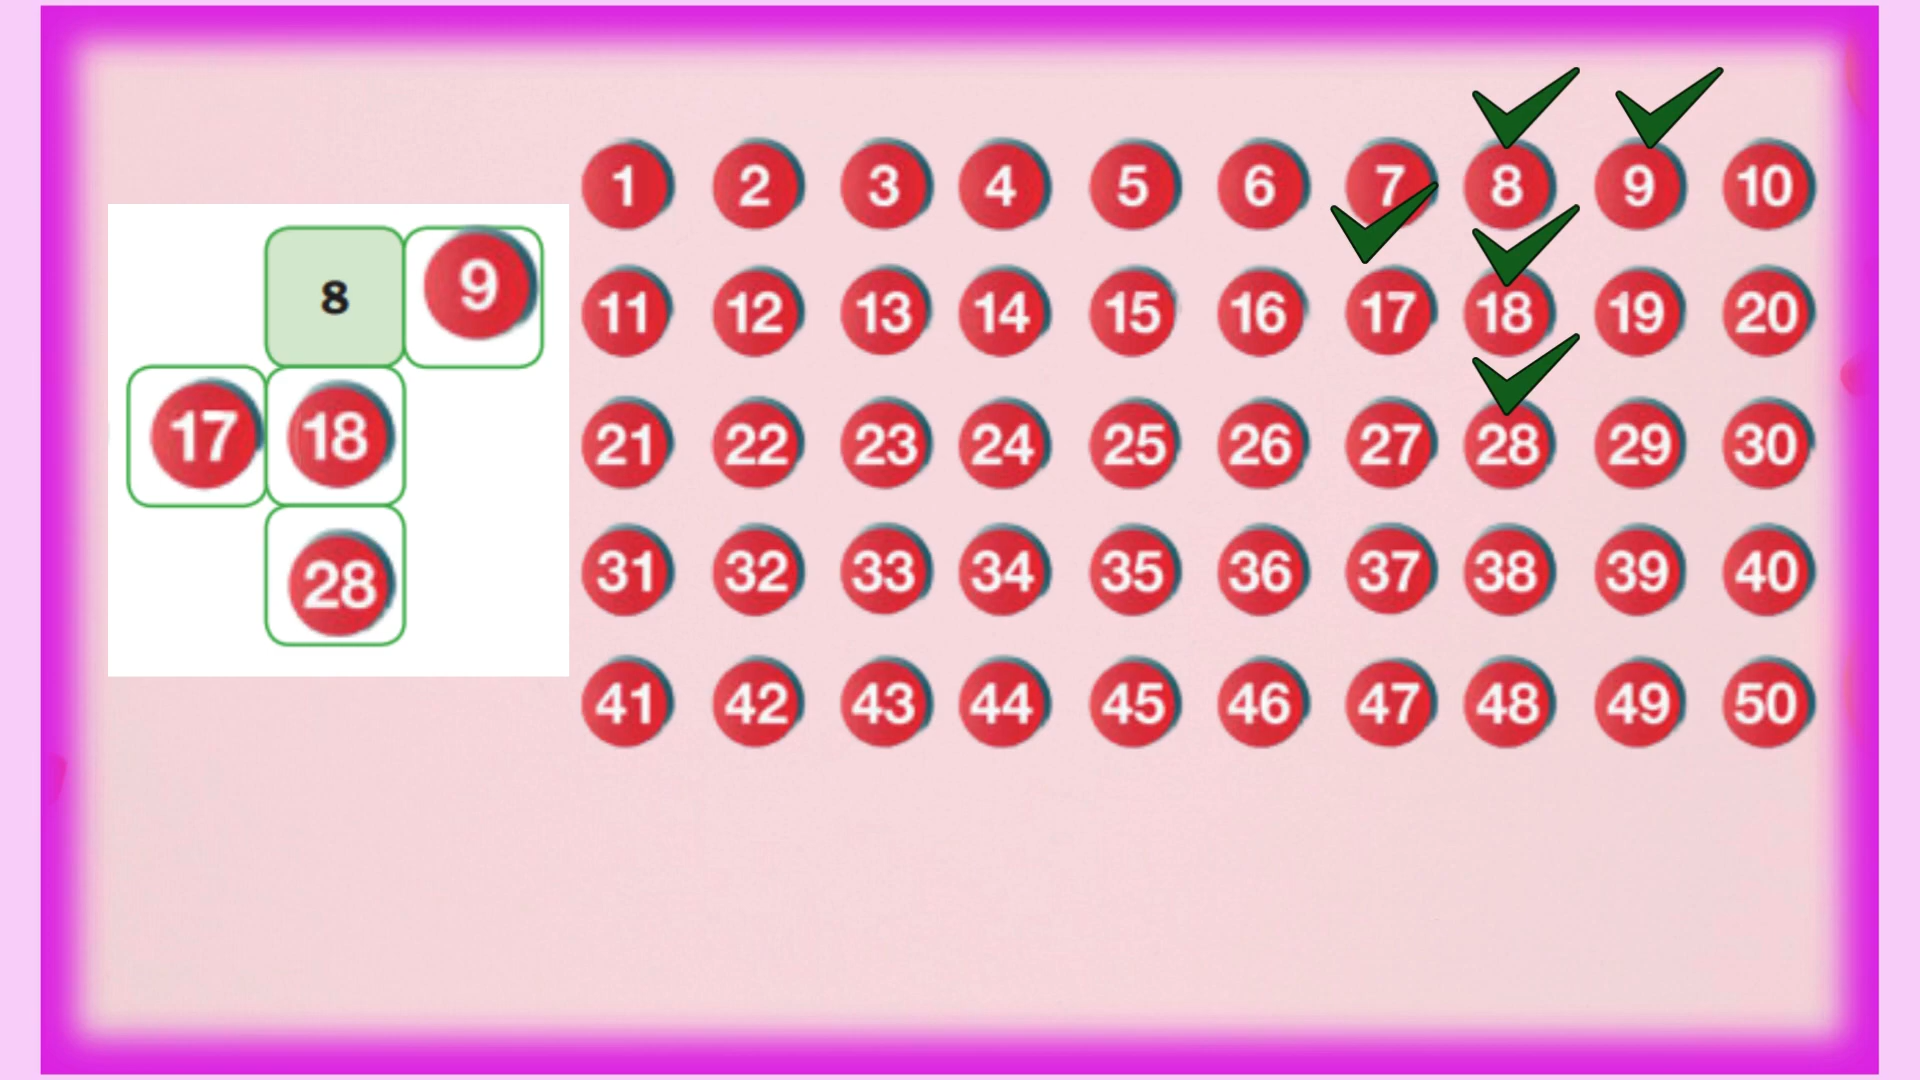 8 9
17 18
28
1 2 3 4 5 6 7 8 9 10
11 12 13 14 15 16 17 18 19 20
21 22 23 24 25 26 27 28 29 30
31 32 33 34 35 36 37 38 39 40
41 42 43 44 45 46 47 48 49 50